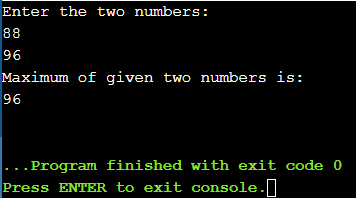 Enter the two numbers:
88
96
Maximum of given two numbers is:
96
...Program finished with exit code 0
Press ENTER to exit console.